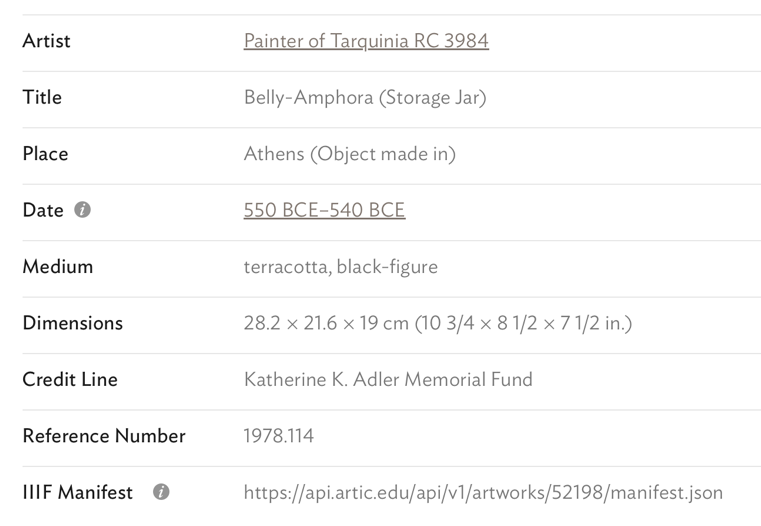 Artist Painter of Tarquinia RC 3984
Title Belly-Amphora (Storage Jar)
Place Athens (Object made in)
Date i 550 BCE–540 BCE
Medium terracotta, black-figure
Dimensions 28.2 × 21.6 × 19 cm (10 3/4 × 8 1/2 × 7 1/2 in.)
Credit Line Katherine K. Adler Memorial Fund
Reference Number 1978.114
IIIF Manifest i https://api.artic.edu/api/v1/artworks/52198/manifest.json